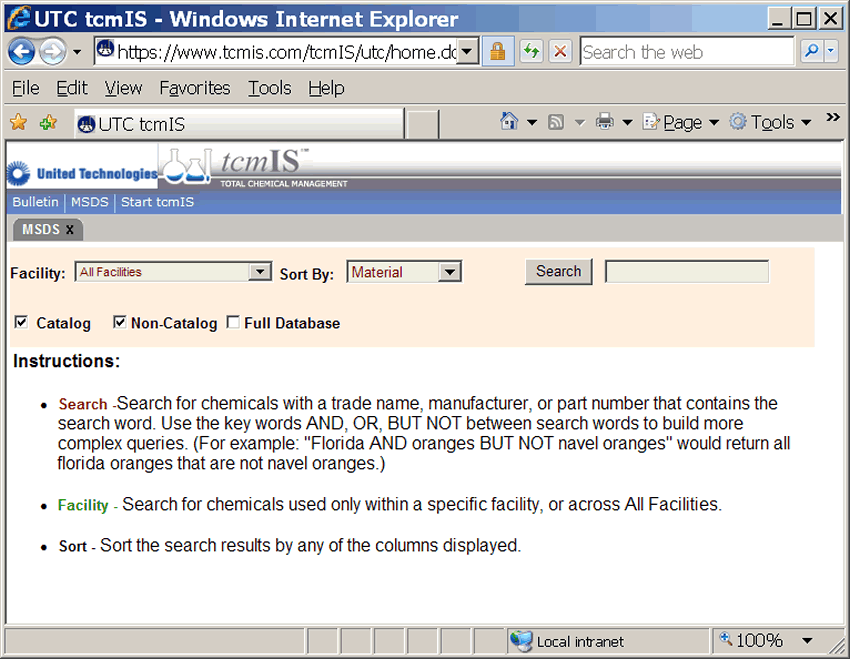 UTC tcmIS - Windows Internet Explorer
https://www.tcmis.com/tcmIS/utc/home.do
Search the web
File Edit View Favorites Tools Help
UTC tcmIS
Page Tools »
United Technologies
tcmIS™
TOTAL CHEMICAL MANAGEMENT
Bulletin | MSDS | Start tcmIS
MSDS x
Facility: All Facilities Sort By: Material Search
Catalog Non-Catalog Full Database
Instructions:
• Search -Search for chemicals with a trade name, manufacturer, or part number that contains the
search word. Use the key words AND, OR, BUT NOT between search words to build more
complex queries. (For example: "Florida AND oranges BUT NOT navel oranges" would return all
florida oranges that are not navel oranges.)
• Facility - Search for chemicals used only within a specific facility, or across All Facilities.
• Sort - Sort the search results by any of the columns displayed.
Local intranet 100%